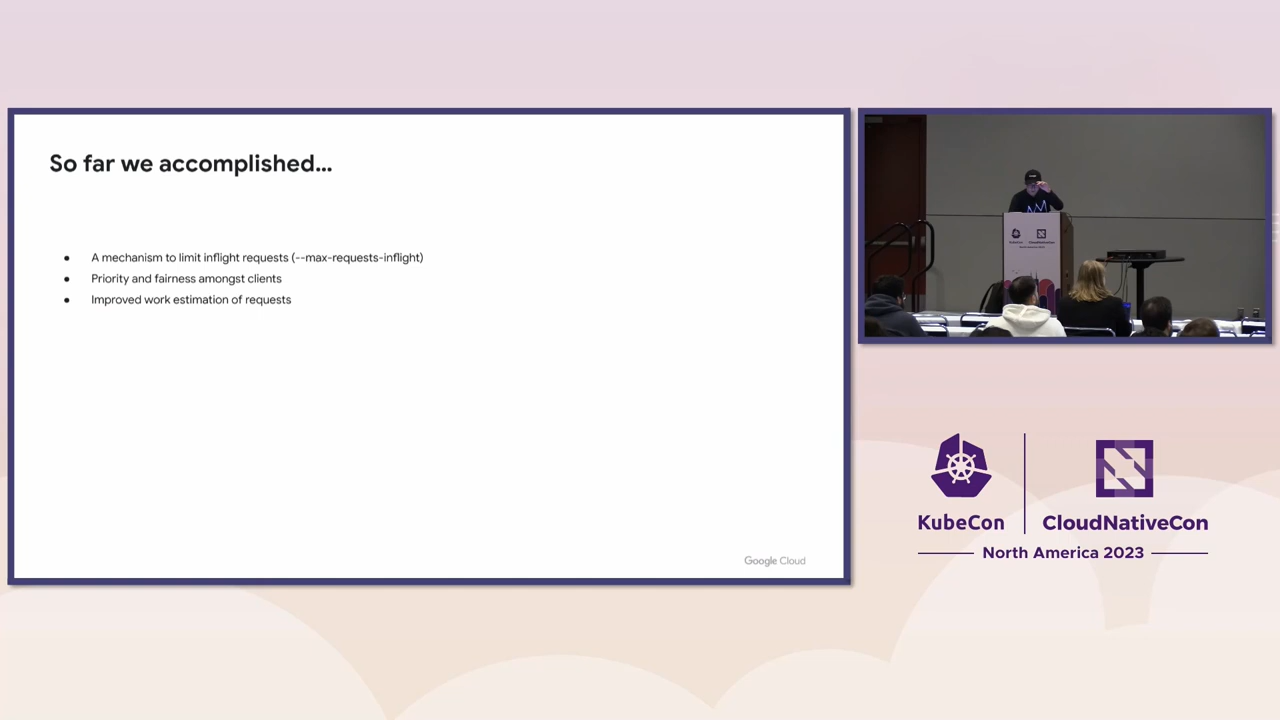 So far we accomplished...
● A mechanism to limit inflight requests (--max-requests-inflight)
● Priority and fairness amongst clients
● Improved work estimation of requests
Google Cloud
KubeCon
CloudNativeCon
North America 2023